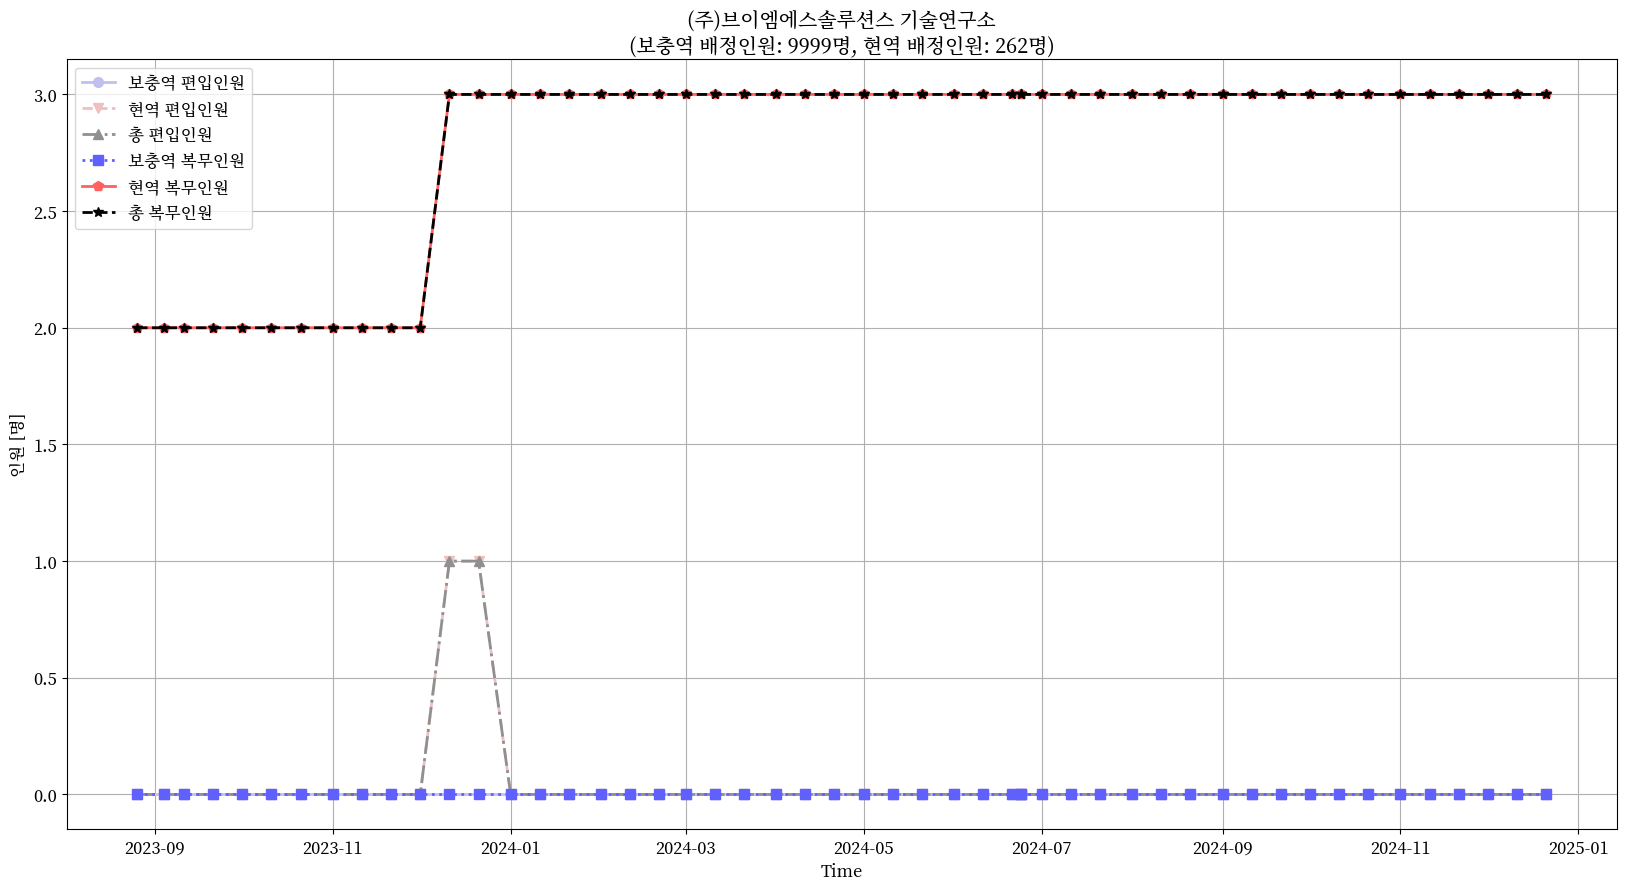 (주)브이엠에스솔루션스 기술연구소
(보충역 배정인원: 9999명, 현역 배정인원: 262명)
보충역 편입인원
현역 편입인원
총 편입인원
보충역 복무인원
현역 복무인원
총 복무인원
3.0
2.5
2.0
1.5
1.0
0.5
0.0
인원 [명]
2023-09 2023-11 2024-01 2024-03 2024-05 2024-07 2024-09 2024-11 2025-01
Time